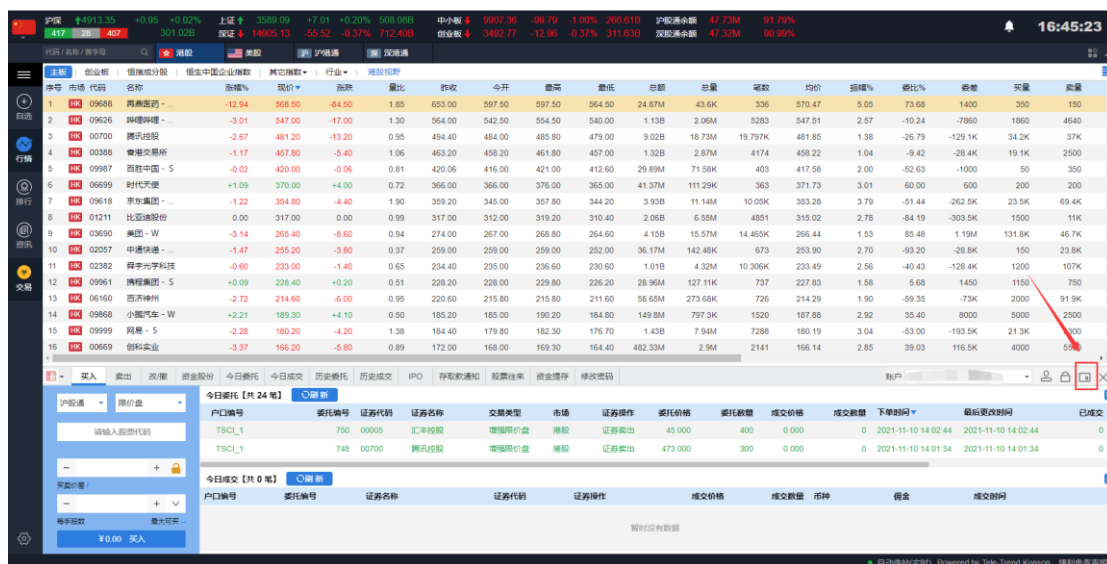 沪深 4913.35 +0.95 +0.02% 上证 3589.09 +7.01 +0.20% 508.08B 中小板 9907.36 -99.79 -1.00% 266.61B 沪股通余额 47.73M 91.79%
417 28 407 301.02B 深证 14905.13 -55.52 -0.37% 712.40B 创业板 3492.77 -12.96 -0.37% 311.63B 深股通余额 47.32M 90.99%
16:45:23
代码 / 名称 / 首字母 港股 美股 沪 沪港通 深 深港通
主板 创业板 恒指成分股 恒生中国企业指数 其它指数 行业 港股视野
序号 市场 代码 名称 涨幅% 现价 涨跌 量比 昨收 今开 最高 最低 总额 总量 笔数 均价 振幅% 委比% 委差 买量 卖量
1 HK 09688 再鼎医药 - ... -12.94 568.50 -84.50 1.85 653.00 597.50 597.50 564.50 24.87M 43.6K 336 570.47 5.05 73.68 1400 350 150
2 HK 09626 哔哩哔哩 - ... -3.01 547.00 -17.00 1.30 564.00 542.50 554.50 540.00 1.13B 2.06M 5283 547.51 2.57 -10.24 -7860 1860 4640
3 HK 00700 腾讯控股 -2.67 481.20 -13.20 0.95 494.40 484.00 485.80 479.00 9.02B 18.73M 19.797K 481.85 1.38 -26.79 -129.1K 34.2K 37K
4 HK 00388 香港交易所 -1.17 457.80 -5.40 1.06 463.20 458.20 461.80 457.00 1.32B 2.87M 4174 458.22 1.04 -9.42 -28.4K 19.1K 2500
5 HK 09987 百胜中国 - S -0.02 420.00 -0.06 0.81 420.06 416.00 421.00 412.60 29.89M 71.58K 403 417.58 2.00 -52.63 -1000 50 350
6 HK 06699 时代天使 +1.09 370.00 +4.00 0.72 366.00 366.00 376.00 365.00 41.37M 111.29K 363 371.73 3.01 60.00 600 200 200
7 HK 09618 京东集团 - ... -1.22 354.80 -4.40 1.90 359.20 345.00 357.80 344.20 3.93B 11.14M 10.05K 353.28 3.79 -51.44 -262.5K 23.5K 69.4K
8 HK 01211 比亚迪股份 0.00 317.00 0.00 0.99 317.00 312.00 319.20 310.40 2.06B 6.55M 4851 315.02 2.78 -84.19 -303.5K 1500 11K
9 HK 03690 美团 - W -3.14 265.40 -8.60 0.94 274.00 267.00 268.80 264.60 4.15B 15.57M 14.465K 266.44 1.53 85.48 1.19M 131.8K 46.7K
10 HK 02057 中通快递 - ... -1.47 255.20 -3.80 0.37 259.00 259.00 259.00 252.00 36.17M 142.48K 673 253.90 2.70 -93.20 -28.8K 150 23.8K
11 HK 02382 舜宇光学科技 -0.60 233.00 -1.40 0.65 234.40 235.00 236.60 230.60 1.01B 4.32M 10.306K 233.49 2.56 -40.43 -128.4K 1200 107K
12 HK 09961 携程集团 - S +0.09 228.40 +0.20 0.51 228.20 228.00 229.80 226.20 28.96M 127.11K 737 227.83 1.58 5.68 1450 1150 750
13 HK 06160 百济神州 -2.72 214.60 -6.00 0.95 220.60 215.80 215.80 211.60 58.65M 273.68K 726 214.29 1.90 -59.35 -73K 2000 91.9K
14 HK 09868 小鹏汽车 - W +2.21 189.30 +4.10 0.50 185.20 185.00 190.20 184.80 149.8M 797.3K 1520 187.88 2.92 35.40 8000 5000 2500
15 HK 09999 网易 - S -2.28 180.20 -4.20 1.38 184.40 179.80 182.30 176.70 1.43B 7.94M 7288 180.19 3.04 -53.00 -193.5K 21.3K
16 HK 00669 创科实业 -3.37 166.20 -5.80 0.89 172.00 168.00 169.30 164.40 482.33M 2.9M 2141 166.14 2.85 39.03 116.5K 4000
自选
行情
排行
资讯
交易
买入 卖出 改/撤 资金股份 今日委托 今日成交 历史委托 历史成交 IPO 存取款通知 股票往来 资金提存 修改密码 账户
沪股通 限价盘
请输入股票代码
买卖价差 /
每手股数 最大可买 --
¥0.00 买入
今日委托【共 24 笔】 刷新
户口编号 委托编号 证券代码 证券名称 交易类型 市场 证券操作 委托价格 委托数量 成交价格 成交数量 下单时间 最后更改时间 已成交
TSCI_1 750 00005 汇丰控股 增强限价盘 港股 证券卖出 45.000 400 0.000 0 2021-11-10 14:02:44 2021-11-10 14:02:44 0
TSCI_1 748 00700 腾讯控股 增强限价盘 港股 证券卖出 473.000 300 0.000 0 2021-11-10 14:01:34 2021-11-10 14:01:34 0
今日成交【共 0 笔】 刷新
户口编号 委托编号 证券名称 证券代码 证券操作 成交价格 成交数量 币种 佣金 成交时间
暂时没有数据
Powered by Tele-Trend Konson